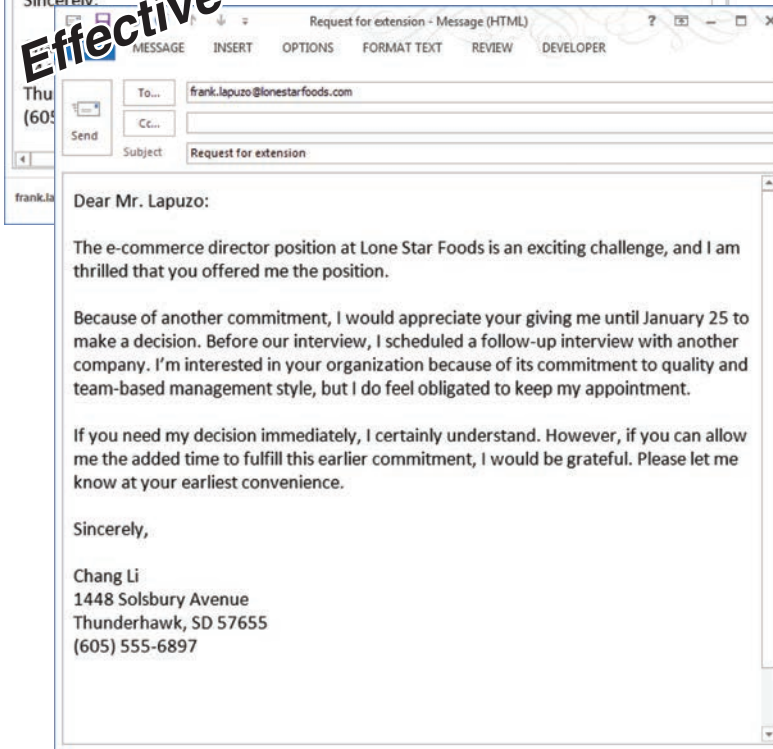 Sincerely,
Effective
Request for extension - Message (HTML)
MESSAGE INSERT OPTIONS FORMAT TEXT REVIEW DEVELOPER
Thu
(605
To...
frank.lapuzo@lonestarfoods.com
Cc...
Send
Subject
Request for extension
frank.la
Dear Mr. Lapuzo:
The e-commerce director position at Lone Star Foods is an exciting challenge, and I am
thrilled that you offered me the position.
Because of another commitment, I would appreciate your giving me until January 25 to
make a decision. Before our interview, I scheduled a follow-up interview with another
company. I'm interested in your organization because of its commitment to quality and
team-based management style, but I do feel obligated to keep my appointment.
If you need my decision immediately, I certainly understand. However, if you can allow
me the added time to fulfill this earlier commitment, I would be grateful. Please let me
know at your earliest convenience.
Sincerely,
Chang Li
1448 Solsbury Avenue
Thunderhawk, SD 57655
(605) 555-6897